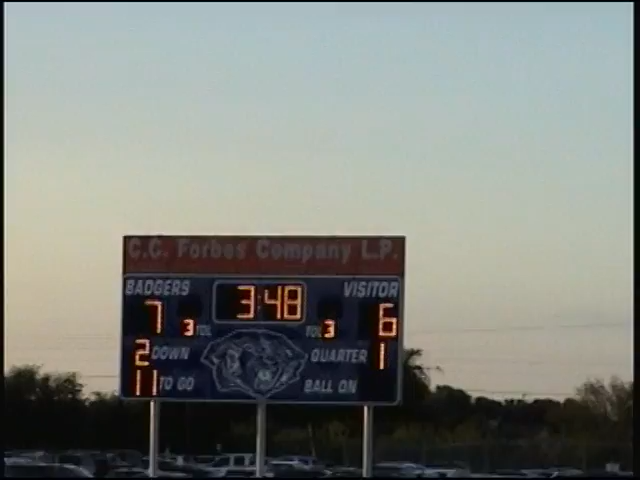 C.C. Forbes Company L.P.
BADGERS 3:48 VISITOR
7 3 TOL TOL 3 6
2 DOWN QUARTER 1
11 TO GO BALL ON